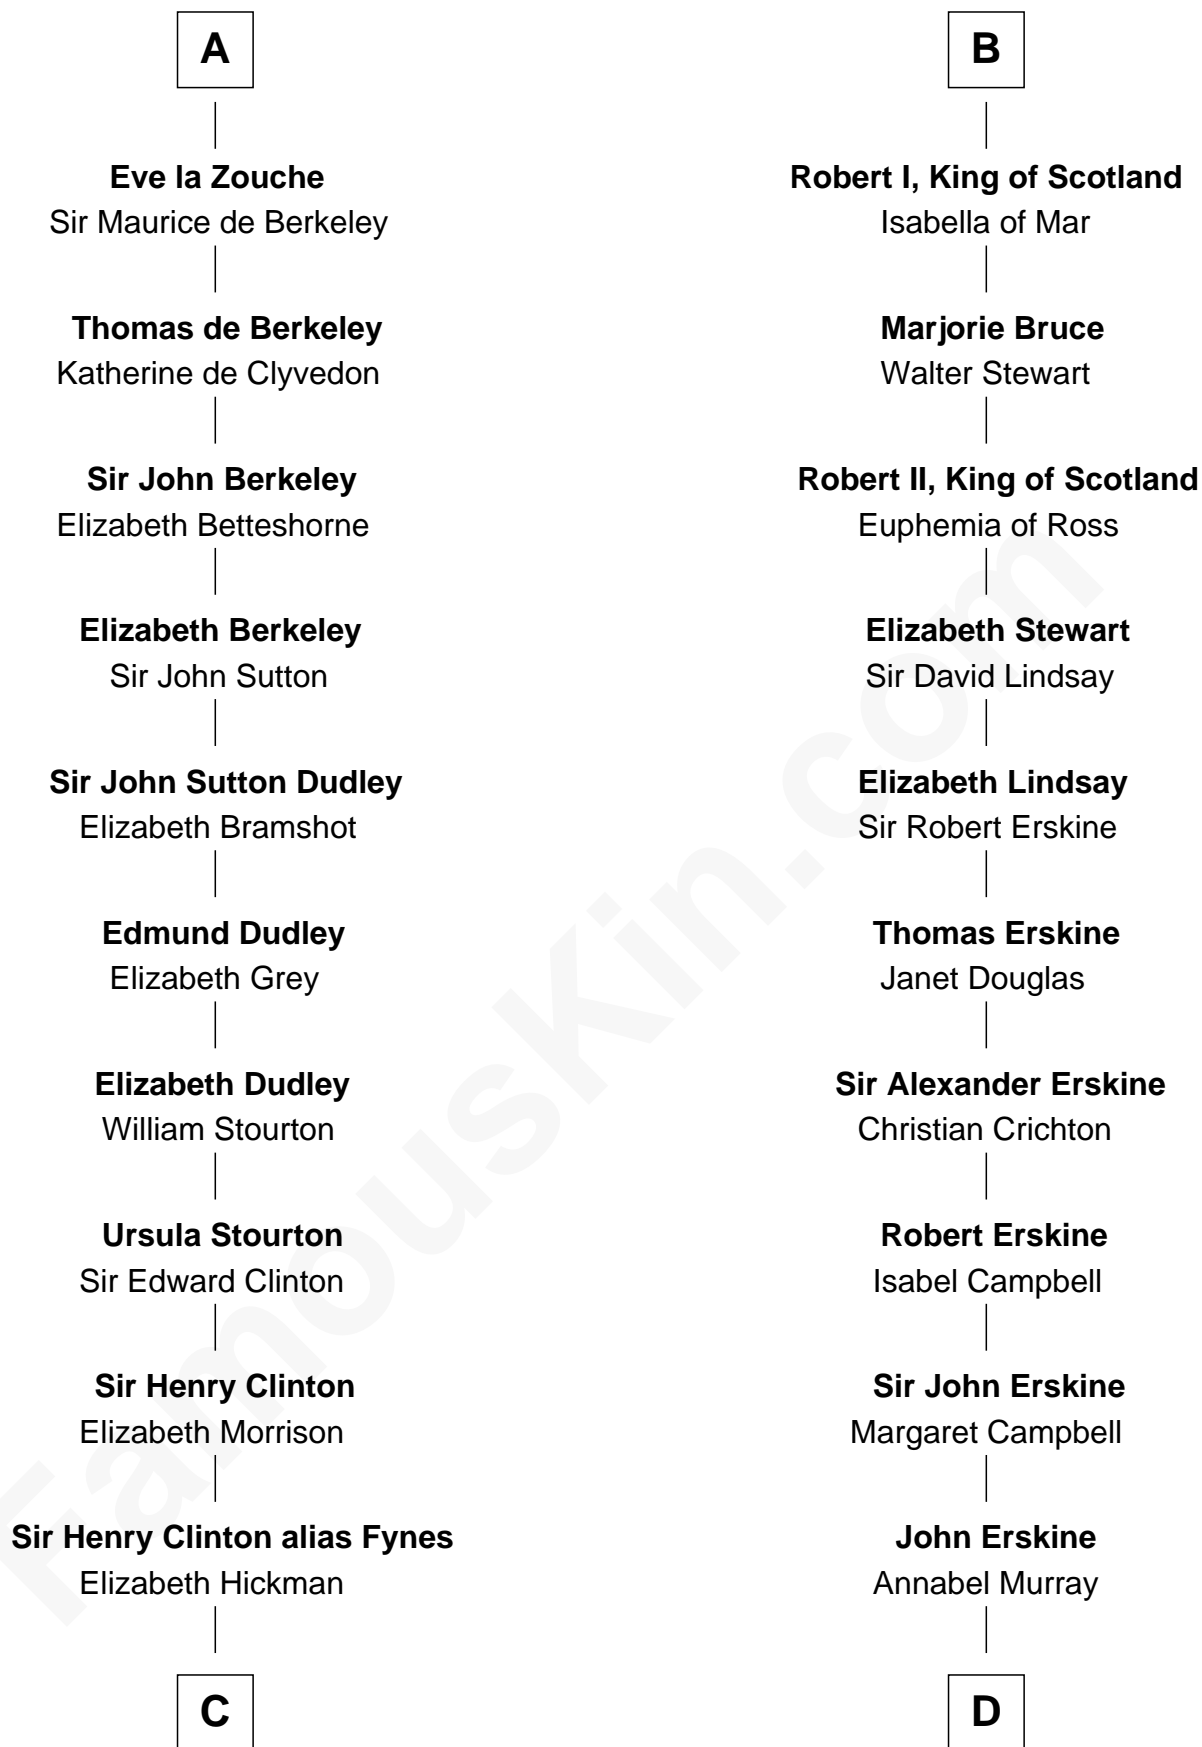 A
Eve la Zouche
Sir Maurice de Berkeley
Thomas de Berkeley
Katherine de Clyvedon
Sir John Berkeley
Elizabeth Betteshorne
Elizabeth Berkeley
Sir John Sutton
Sir John Sutton Dudley
Elizabeth Bramshot
Edmund Dudley
Elizabeth Grey
Elizabeth Dudley
William Stourton
Ursula Stourton
Sir Edward Clinton
Sir Henry Clinton
Elizabeth Morrison
Sir Henry Clinton alias Fynes
Elizabeth Hickman
C
B
Robert I, King of Scotland
Isabella of Mar
Marjorie Bruce
Walter Stewart
Robert II, King of Scotland
Euphemia of Ross
Elizabeth Stewart
Sir David Lindsay
Elizabeth Lindsay
Sir Robert Erskine
Thomas Erskine
Janet Douglas
Sir Alexander Erskine
Christian Crichton
Robert Erskine
Isabel Campbell
Sir John Erskine
Margaret Campbell
John Erskine
Annabel Murray
D
FamousKin.com